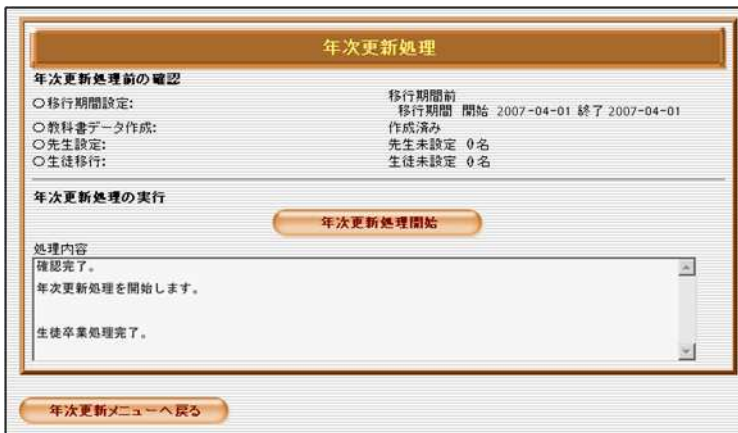 年次更新処理
年次更新処理前の確認
○移行期間設定: 移行期間前
移行期間 開始 2007-04-01 終了 2007-04-01
○教科書データ作成: 作成済み
○先生設定: 先生未設定 0名
○生徒移行: 生徒未設定 0名
年次更新処理の実行
年次更新処理開始
処理内容
確認完了。
年次更新処理を開始します。
生徒卒業処理完了。
年次更新メニューへ戻る